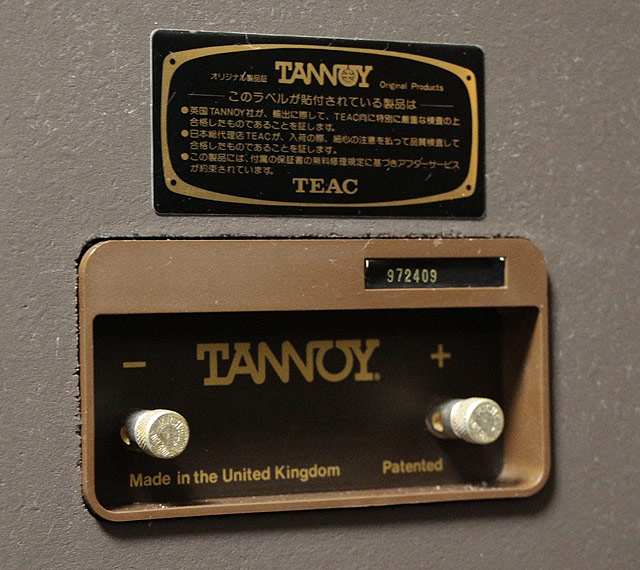 オリジナル製品証 TANNOY Original Products
このラベルが貼付されている製品は
●英国TANNOY社が、輸出に際して、TEAC向に特別に厳重な検査の上
合格したものであることを証します。
●日本総代理店TEACが、入荷の際、細心の注意を払って品質検査して
合格したものであることを証します。
●この製品には、付属の保証書の無料修理規定に基づきアフターサービス
が約束されています。
TEAC
972409
− TANNOY. +
Made in the United Kingdom Patented